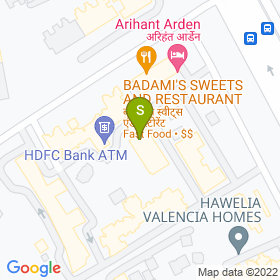 Arihant Arden
अरिहंत आर्डेन
BADAMI'S SWEETS
AND RESTAURANT
स्वीट्स
S
Fast Food • $$
HDFC Bank ATM
HAWELIA
VALENCIA HOMES
Map data ©2022